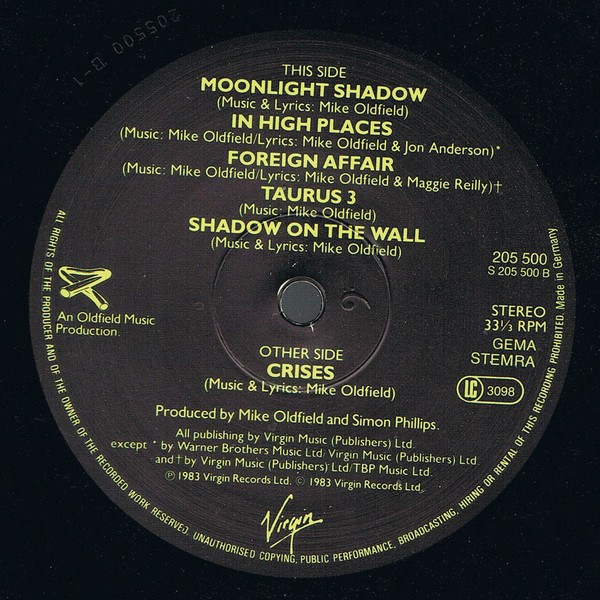 205500 B-1
THIS SIDE
MOONLIGHT SHADOW
(Music & Lyrics: Mike Oldfield)
IN HIGH PLACES
(Music: Mike Oldfield/Lyrics: Mike Oldfield & Jon Anderson)*
FOREIGN AFFAIR
(Music: Mike Oldfield/Lyrics: Mike Oldfield & Maggie Reilly)†
TAURUS 3
(Music: Mike Oldfield)
SHADOW ON THE WALL
(Music & Lyrics: Mike Oldfield)
205 500
S 205 500 B
An Oldfield Music
Production.
STEREO
33⅓ RPM
GEMA
STEMRA
LC 3098
OTHER SIDE
CRISES
(Music & Lyrics: Mike Oldfield)
Produced by Mike Oldfield and Simon Phillips.
All publishing by Virgin Music (Publishers) Ltd.
except * by Warner Brothers Music Ltd/ Virgin Music (Publishers) Ltd.
and † by Virgin Music (Publishers) Ltd/TBP Music Ltd.
℗ 1983 Virgin Records Ltd. © 1983 Virgin Records Ltd.
Virgin
ALL RIGHTS OF THE PRODUCER AND OF THE OWNER OF THE RECORDED WORK RESERVED. UNAUTHORISED COPYING, PUBLIC PERFORMANCE, BROADCASTING, HIRING OR RENTAL OF THIS RECORDING PROHIBITED. Made in Germany